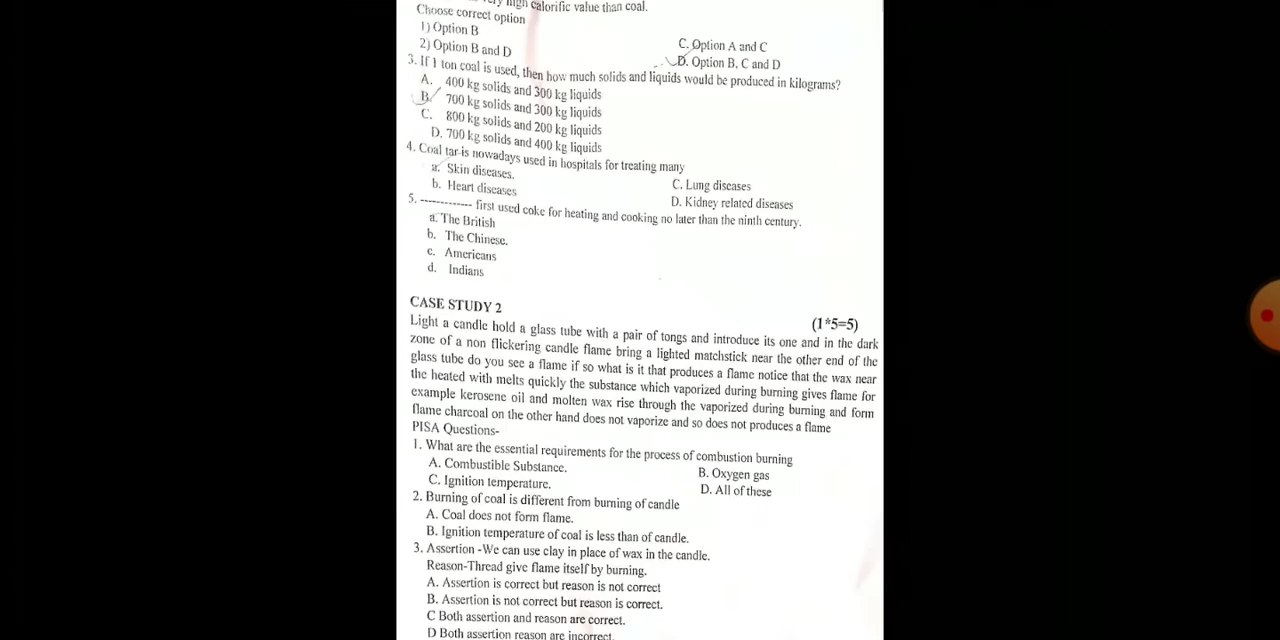 very high calorific value than coal.
Choose correct option
1) Option B
C. Option A and C
2) Option B and D
D. Option B, C and D
3. If 1 ton coal is used, then how much solids and liquids would be produced in kilograms?
A. 400 kg solids and 300 kg liquids
B. 700 kg solids and 300 kg liquids
C. 800 kg solids and 200 kg liquids
D. 700 kg solids and 400 kg liquids
4. Coal tar is nowadays used in hospitals for treating many
a. Skin diseases.
C. Lung diseases
b. Heart diseases
D. Kidney related diseases
5. ------------- first used coke for heating and cooking no later than the ninth century.
a. The British
b. The Chinese.
c. Americans
d. Indians
CASE STUDY 2
(1*5=5)
Light a candle hold a glass tube with a pair of tongs and introduce its one and in the dark
zone of a non flickering candle flame bring a lighted matchstick near the other end of the
glass tube do you see a flame if so what is it that produces a flame notice that the wax near
the heated with melts quickly the substance which vaporized during burning gives flame for
example kerosene oil and molten wax rise through the vaporized during burning and form
flame charcoal on the other hand does not vaporize and so does not produces a flame
PISA Questions-
1. What are the essential requirements for the process of combustion burning
A. Combustible Substance.
B. Oxygen gas
C. Ignition temperature.
D. All of these
2. Burning of coal is different from burning of candle
A. Coal does not form flame.
B. Ignition temperature of coal is less than of candle.
3. Assertion -We can use clay in place of wax in the candle.
Reason-Thread give flame itself by burning.
A. Assertion is correct but reason is not correct
B. Assertion is not correct but reason is correct.
C Both assertion and reason are correct.
D Both assertion reason are incorrect.